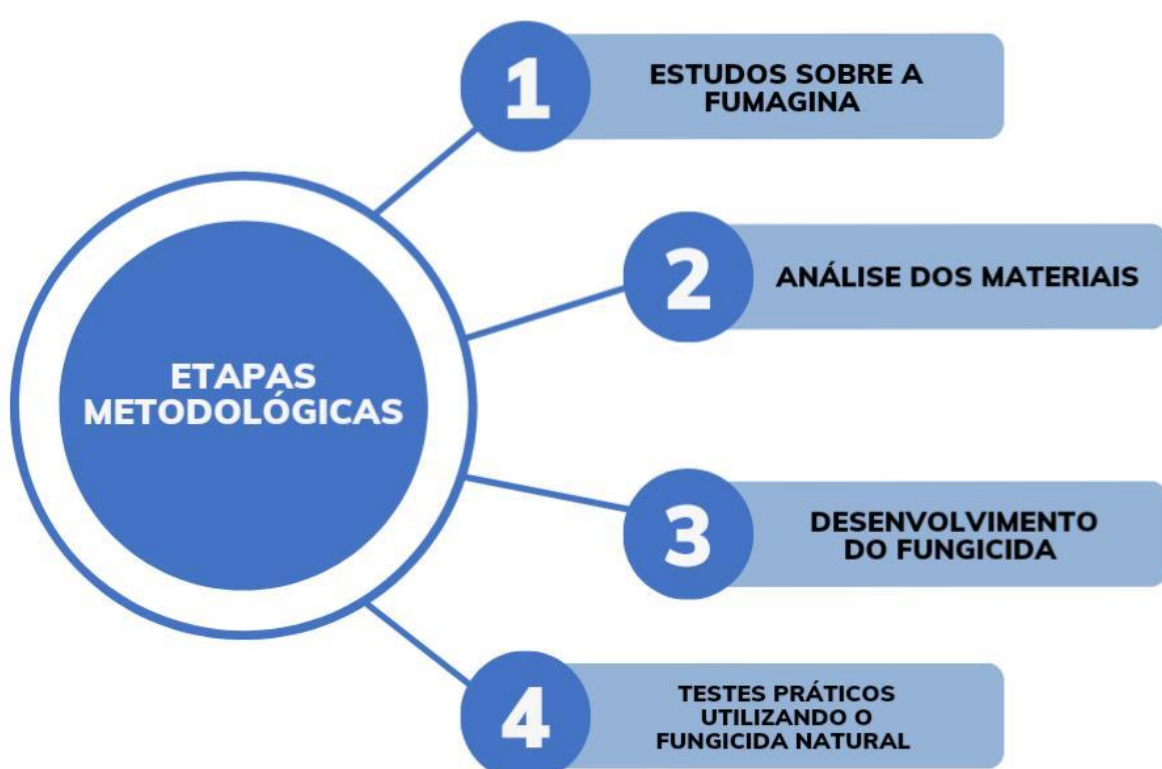 1
ESTUDOS SOBRE A
FUMAGINA
2
ANÁLISE DOS MATERIAIS
ETAPAS
METODOLÓGICAS
3
DESENVOLVIMENTO
DO FUNGICIDA
4
TESTES PRÁTICOS
UTILIZANDO O
FUNGICIDA NATURAL